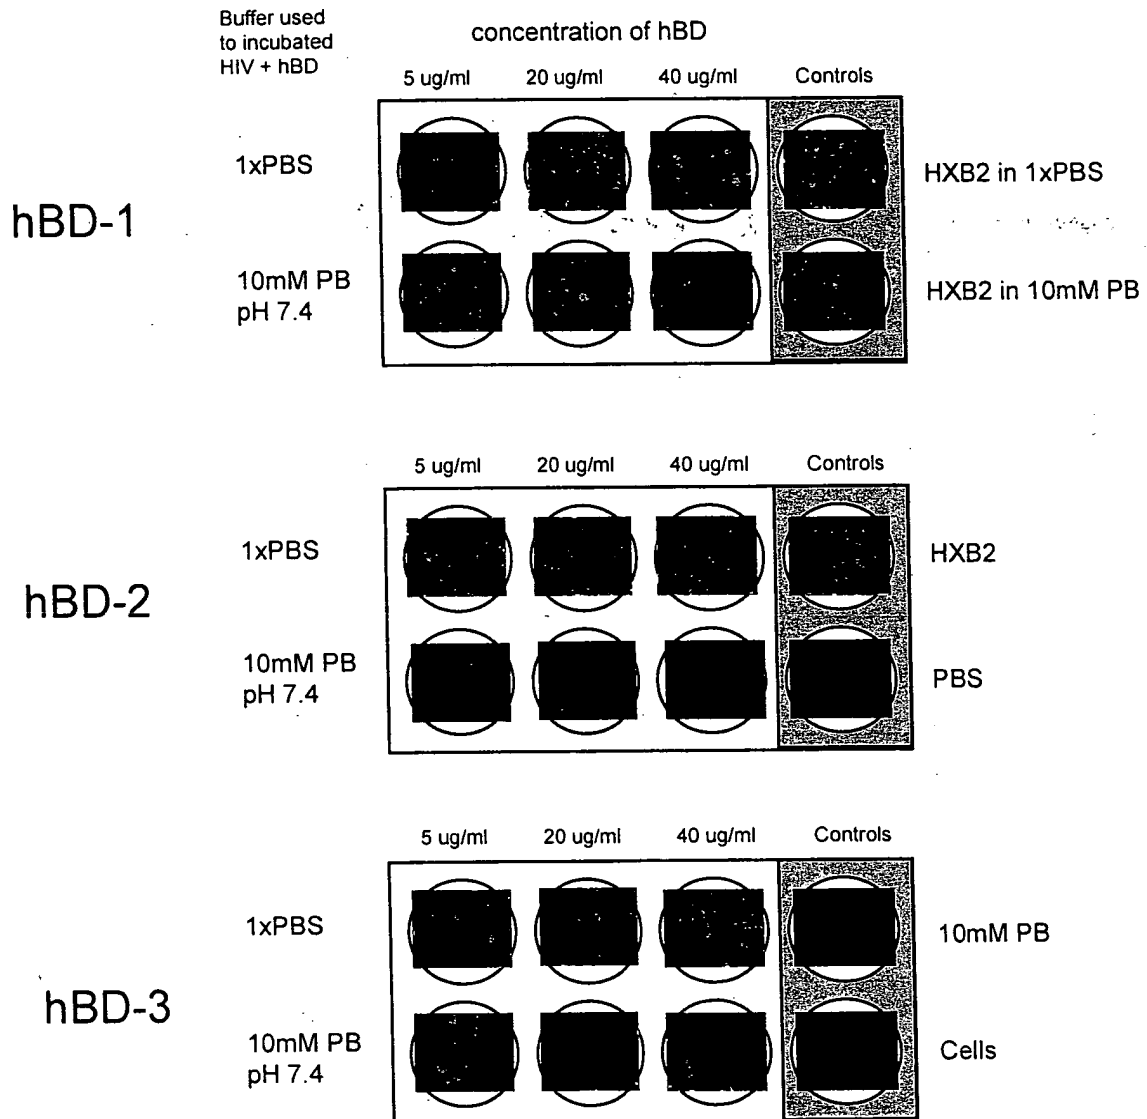 Buffer used
to incubated
HIV + hBD
concentration of hBD
5 ug/ml 20 ug/ml 40 ug/ml Controls
hBD-1
1xPBS
HXB2 in 1xPBS
10mM PB
pH 7.4
HXB2 in 10mM PB
5 ug/ml 20 ug/ml 40 ug/ml Controls
hBD-2
1xPBS
HXB2
10mM PB
pH 7.4
PBS
5 ug/ml 20 ug/ml 40 ug/ml Controls
hBD-3
1xPBS
10mM PB
10mM PB
pH 7.4
Cells